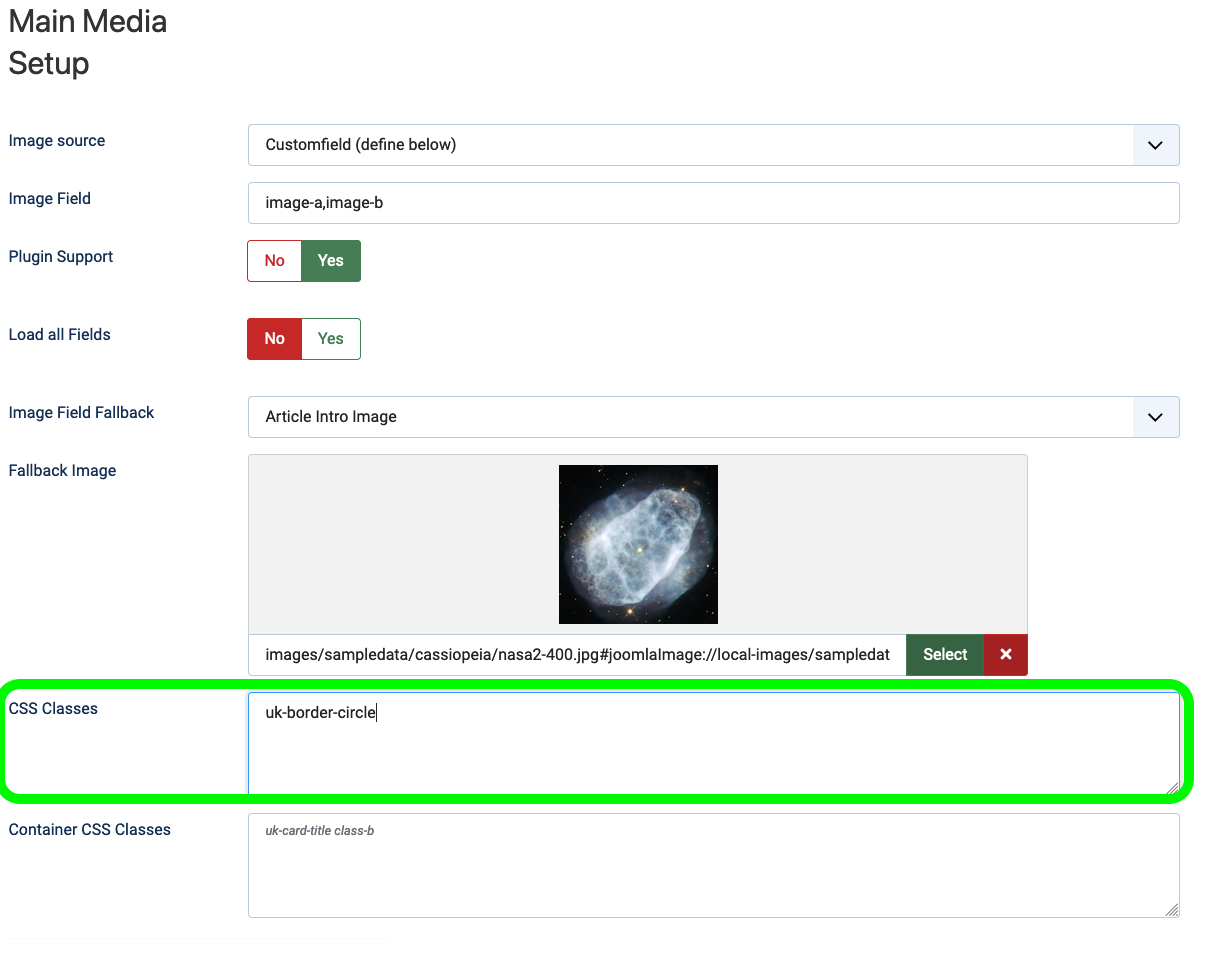 Main Media
Setup
Image source
Customfield (define below)
Image Field
image-a,image-b
Plugin Support
No
Yes
Load all Fields
No
Yes
Image Field Fallback
Article Intro Image
Fallback Image
images/sampledata/cassiopeia/nasa2-400.jpg#joomlaImage://local-images/sampledat
Select
CSS Classes
uk-border-circle
Container CSS Classes
uk-card-title class-b